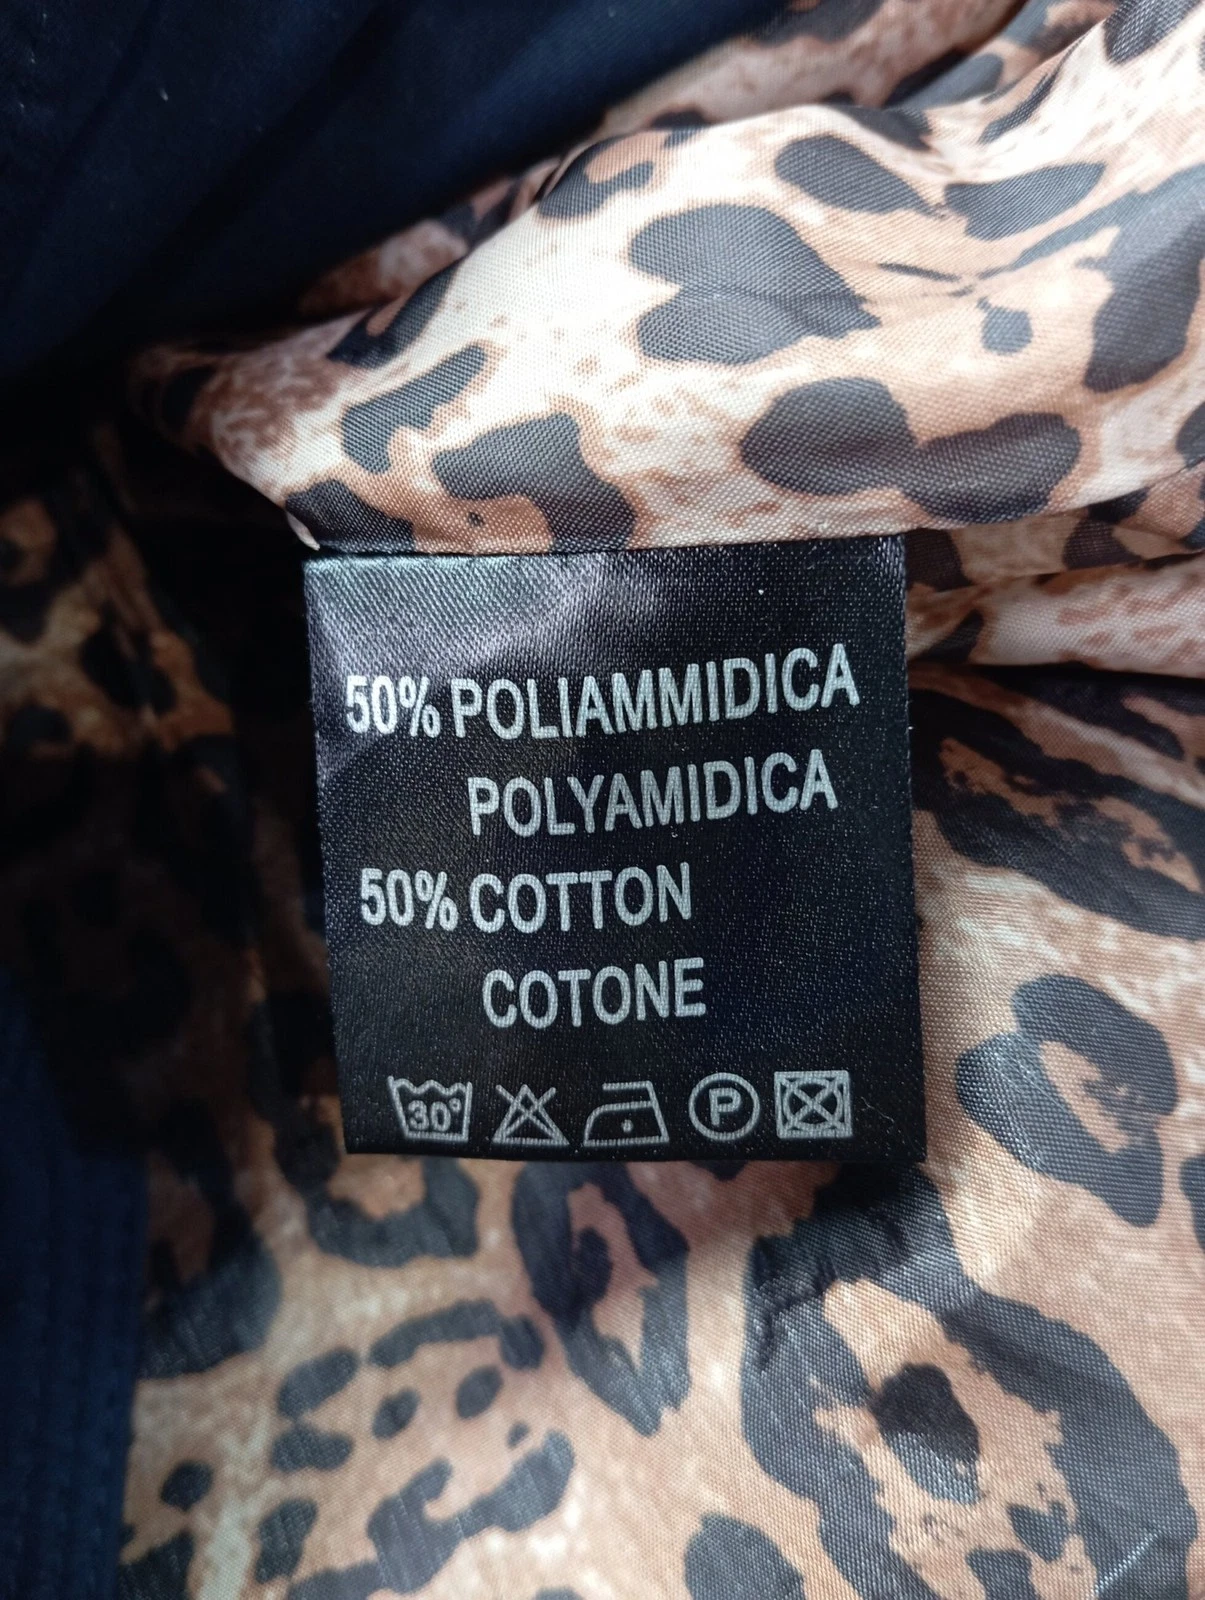 50% POLIAMMIDICA
POLYAMIDICA
50% COTTON
COTONE
30° P